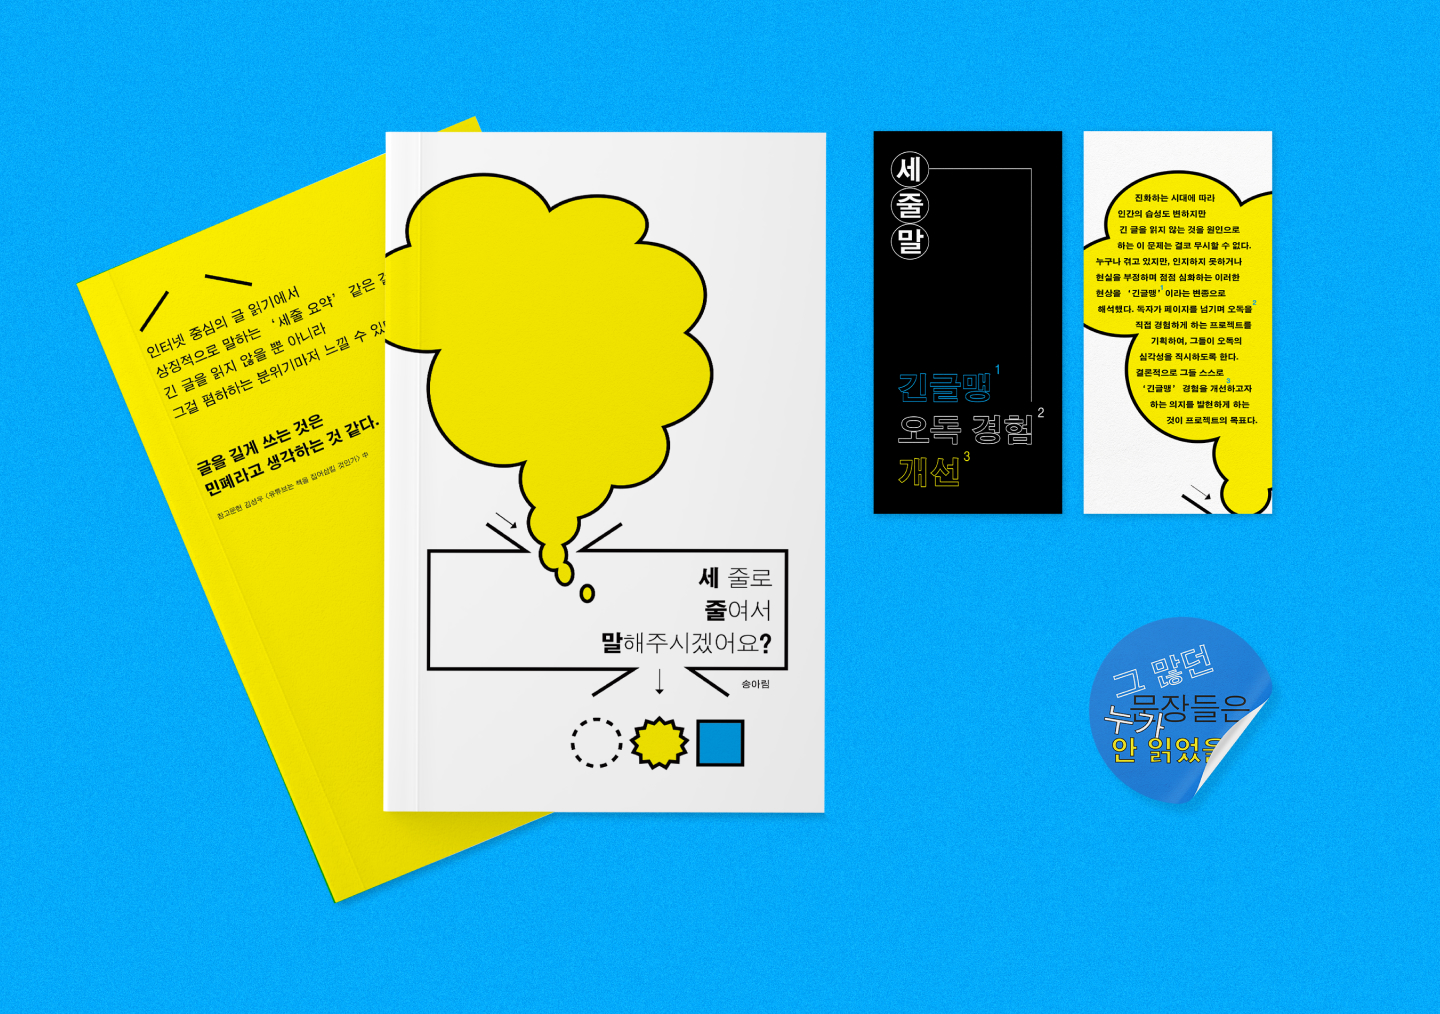 인터넷 중심의 글 읽기에서
상징적으로 말하는 ‘세줄 요약’ 같은
긴 글을 읽지 않을 뿐 아니라
그걸 폄하하는 분위기마저 느낄 수
글을 길게 쓰는 것은
민폐라고 생각하는 것 같다.
참고문헌 김성우 <유튜브는 책을 집어삼킬 것인가> 中
세 줄로
줄여서
말해주시겠어요?
송아림
세
줄
말
긴글맹1
오독 경험2
개선3
진화하는 시대에 따라
인간의 습성도 변하지만
긴 글을 읽지 않는 것을 원인으로
하는 이 문제는 결코 무시할 수 없다.
누구나 겪고 있지만, 인지하지 못하거나
현실을 부정하며 점점 심화하는 이러한
현상을 ‘긴글맹’1이라는 변종으로
해석했다. 독자가 페이지를 넘기며 오독을2
직접 경험하게 하는 프로젝트를
기획하여, 그들이 오독의
심각성을 직시하도록 한다.
결론적으로 그들 스스로
‘긴글맹’ 경험을 개선3하고자
하는 의지를 발현하게 하는
것이 프로젝트의 목표다.
그 많던
문장들은
누가
안 읽었을